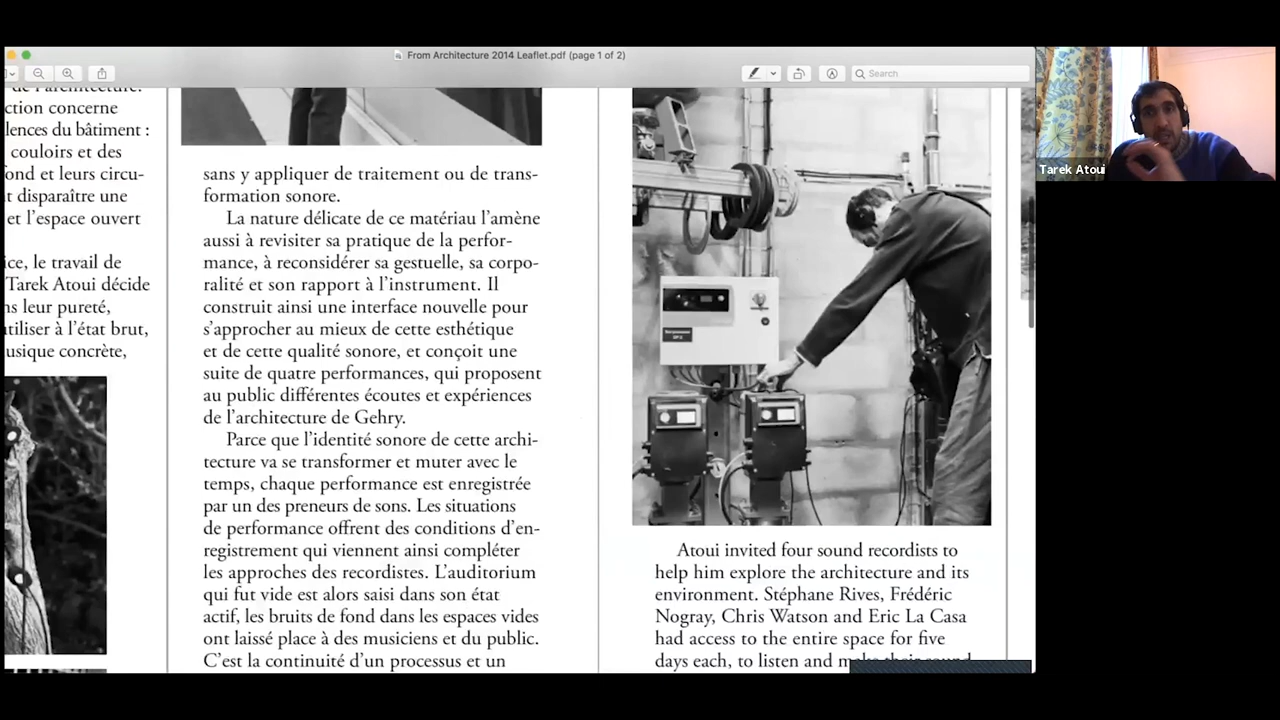 From Architecture 2014 Leaflet.pdf (page 1 of 2)
Search
Tarek Atoui
de l'architecture.
ction concerne
lences du bâtiment :
couloirs et des
fond et leurs circu-
t disparaître une
et l'espace ouvert
ice, le travail de
Tarek Atoui décide
ns leur pureté,
utiliser à l'état brut,
usique concrète,
sans y appliquer de traitement ou de trans-
formation sonore.
La nature délicate de ce matériau l'amène
aussi à revisiter sa pratique de la perfor-
mance, à reconsidérer sa gestuelle, sa corpo-
ralité et son rapport à l'instrument. Il
construit ainsi une interface nouvelle pour
s'approcher au mieux de cette esthétique
et de cette qualité sonore, et conçoit une
suite de quatre performances, qui proposent
au public différentes écoutes et expériences
de l'architecture de Gehry.
Parce que l'identité sonore de cette archi-
tecture va se transformer et muter avec le
temps, chaque performance est enregistrée
par un des preneurs de sons. Les situations
de performance offrent des conditions d'en-
registrement qui viennent ainsi compléter
les approches des recordistes. L'auditorium
qui fut vide est alors saisi dans son état
actif, les bruits de fond dans les espaces vides
ont laissé place à des musiciens et du public.
C'est la continuité d'un processus et un
Atoui invited four sound recordists to
help him explore the architecture and its
environment. Stéphane Rives, Frédéric
Nogray, Chris Watson and Eric La Casa
had access to the entire space for five
days each, to listen and make their sound